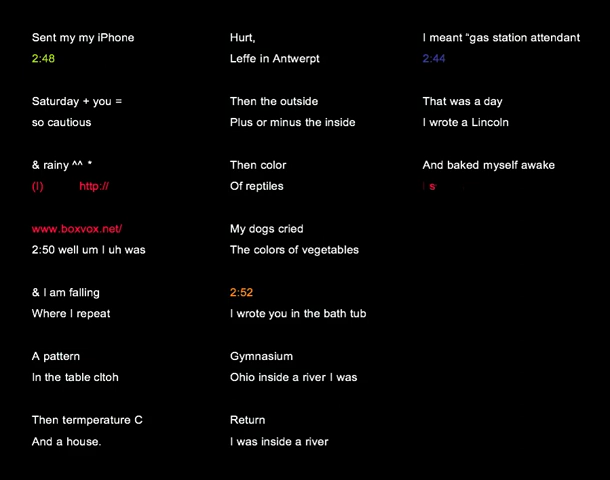 Sent my my iPhone
2:48
Saturday + you =
so cautious
& rainy ^^ *
(I) http://
www.boxvox.net/
2:50 well um I uh was
& I am falling
Where I repeat
A pattern
In the table cltoh
Then termperature C
And a house.
Hurt,
Leffe in Antwerpt
Then the outside
Plus or minus the inside
Then color
Of reptiles
My dogs cried
The colors of vegetables
2:52
I wrote you in the bath tub
Gymnasium
Ohio inside a river I was
Return
I was inside a river
I meant “gas station attendant
2:44
That was a day
I wrote a Lincoln
And baked myself awake
s